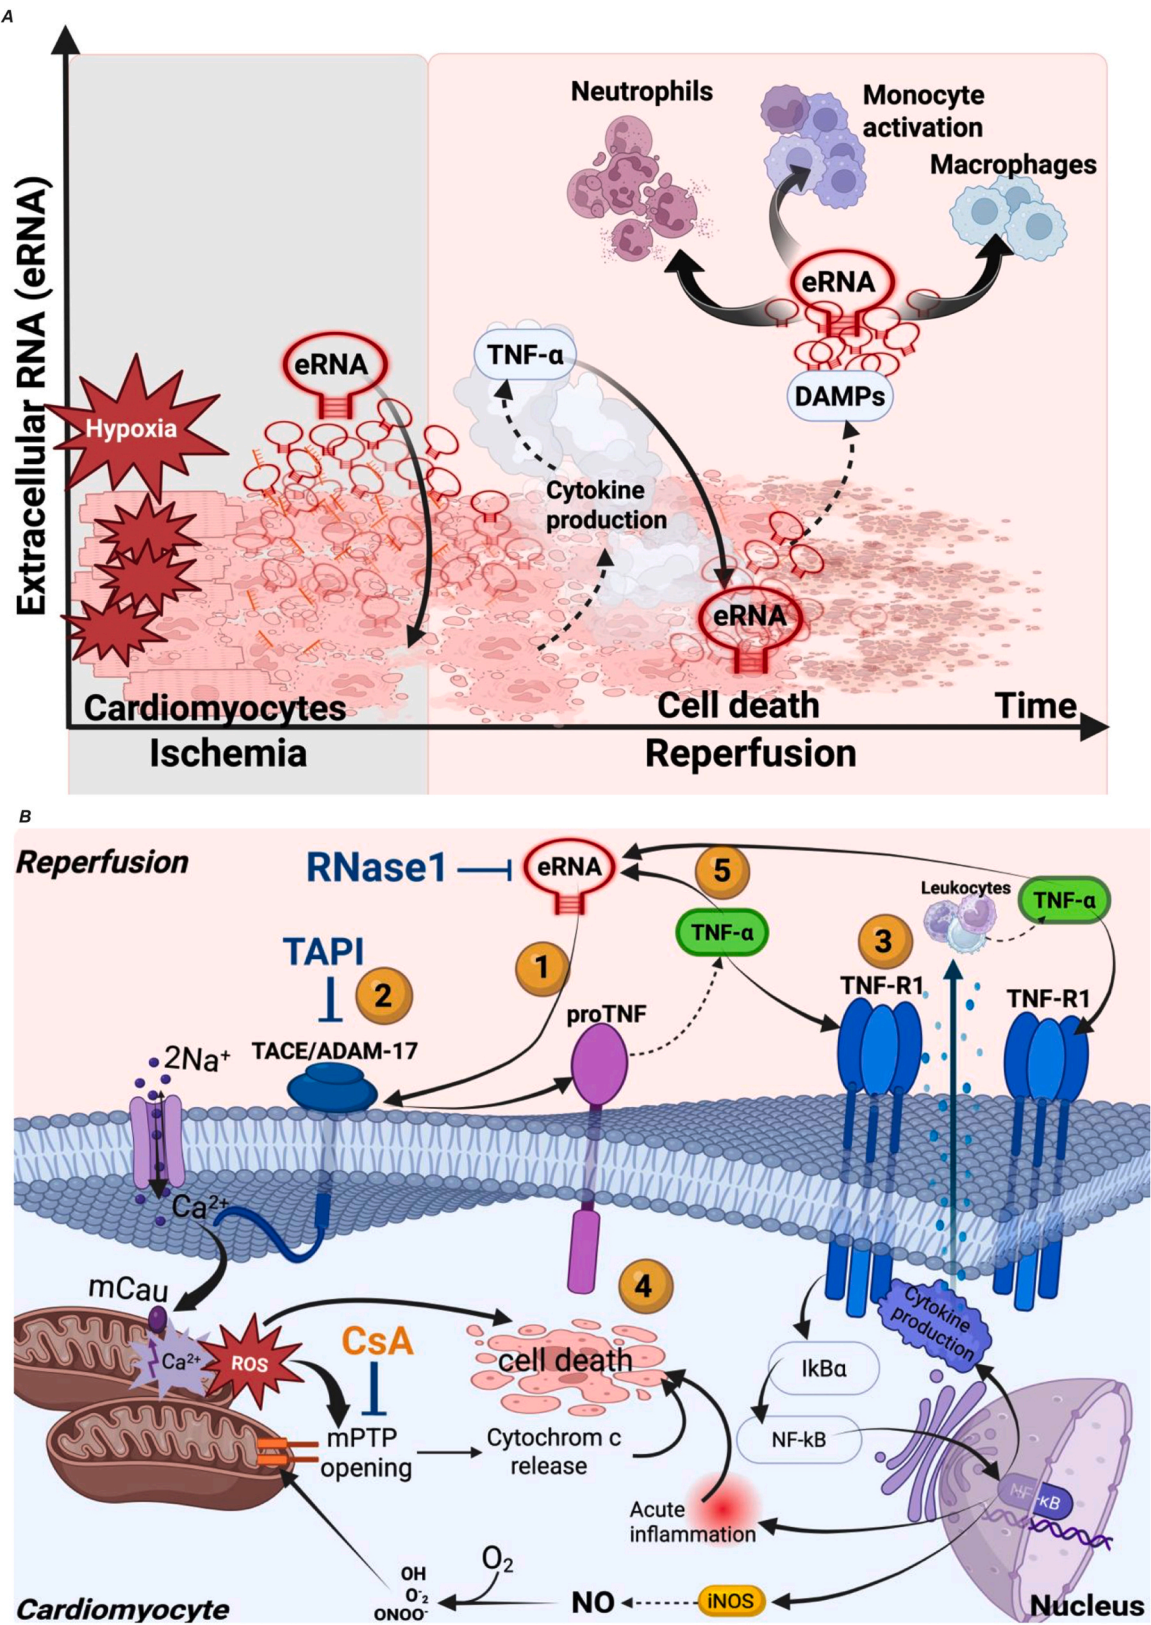 A
Extracellular RNA (eRNA)
Neutrophils
Monocyte
activation
Macrophages
eRNA
eRNA
TNF-α
DAMPs
Hypoxia
Cytokine
production
eRNA
Cardiomyocytes
Cell death
Time
Ischemia
Reperfusion
B
Reperfusion
RNase1
eRNA
5
Leukocytes
TNF-α
TNF-α
TAPI
1
3
2
TNF-R1
TNF-R1
proTNF
TACE/ADAM-17
2Na+
Ca2+
mCau
4
Cytokine
production
Ca2+
ROS
CsA
cell death
IkBα
mPTP
opening
Cytochrom c
release
NF-kB
NF-κB
Acute
inflammation
O2
OH
O-2
ONOO-
NO
iNOS
Cardiomyocyte
Nucleus